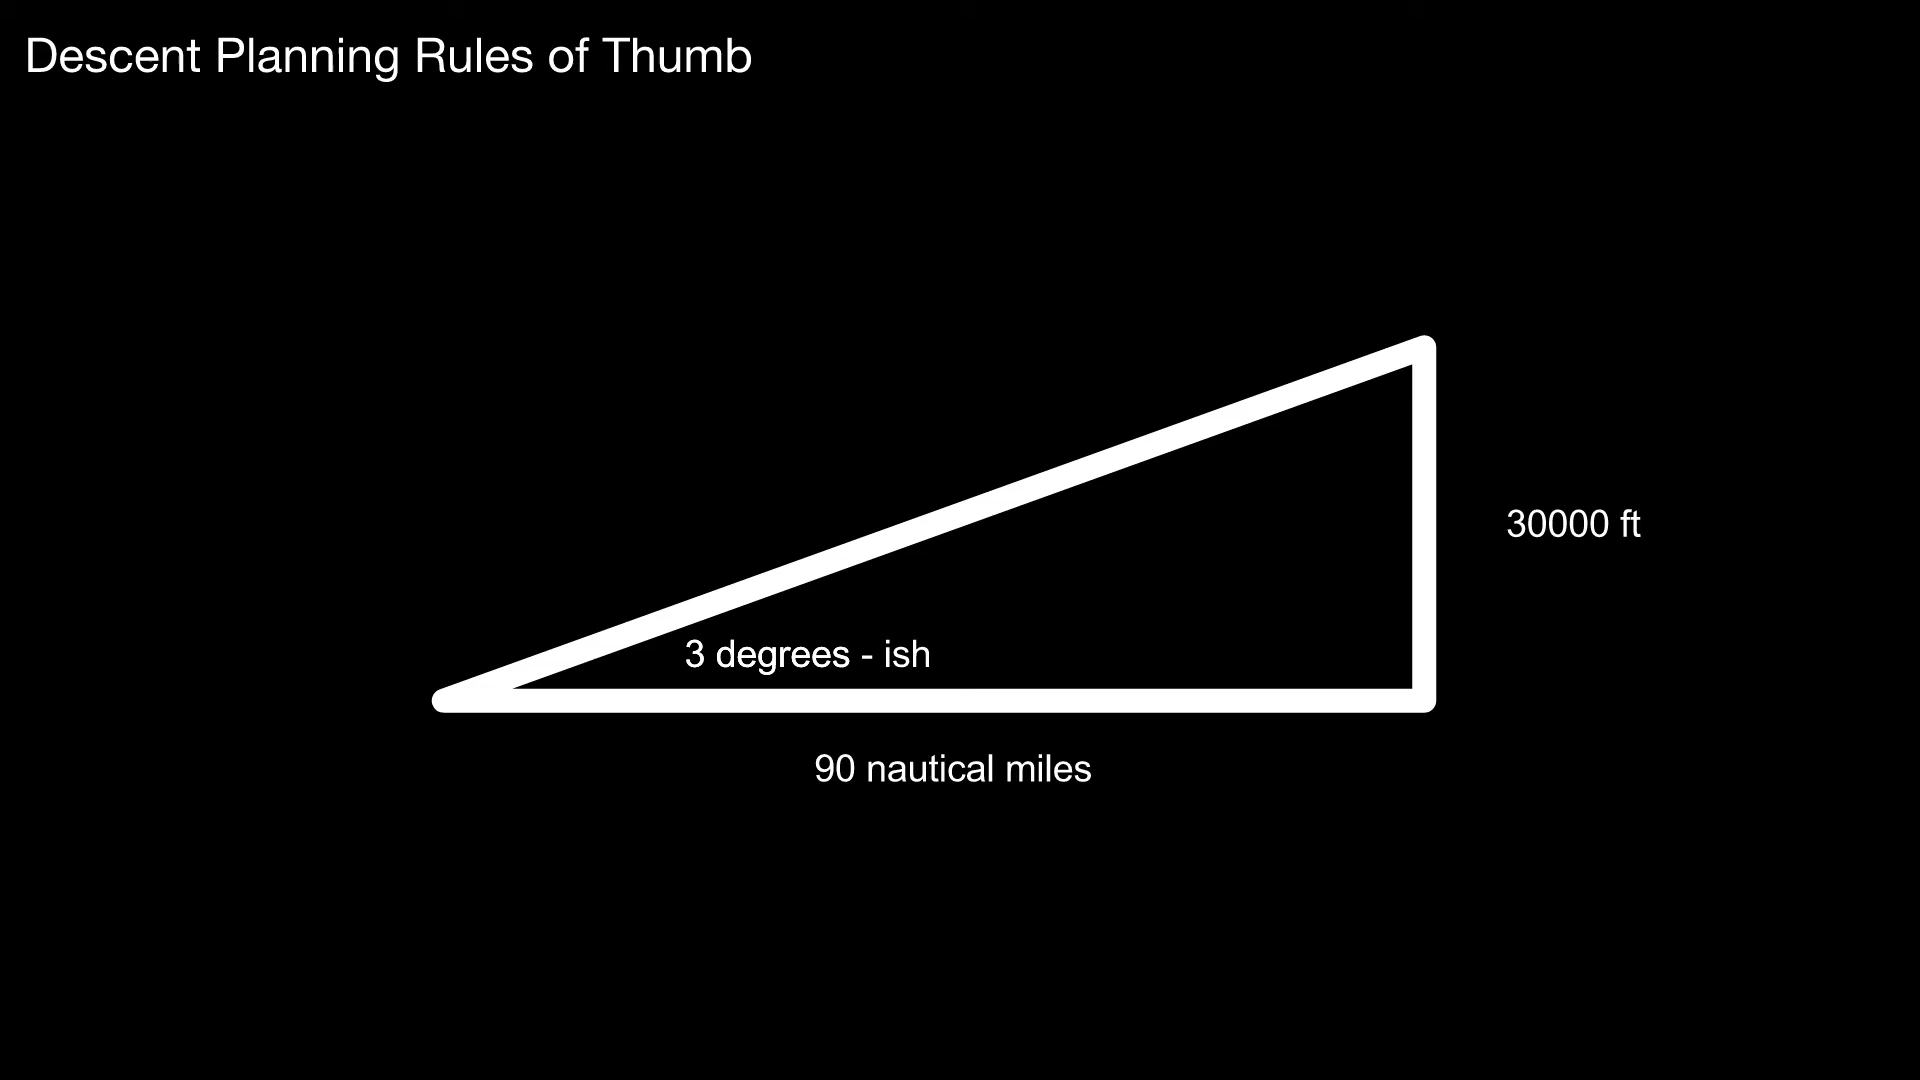 Descent Planning Rules of Thumb
30000 ft
3 degrees - ish
90 nautical miles